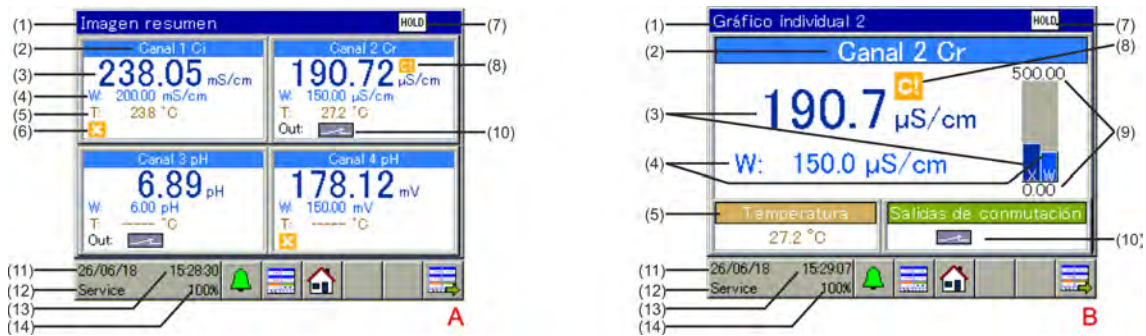 (1) Imagen resumen HOLD (7)
(2) Canal 1 Ci Canal 2 Cr
(3) 238.05 mS/cm 190.72 C! µS/cm (8)
(4) W: 200.00 mS/cm W: 150.00 µS/cm
(5) T: 23.8 °C T: 27.2 °C
(6) Out: (10)
Canal 3 pH Canal 4 pH
6.89 pH 178.12 mV
W: 6.00 pH W: 150.00 mV
T: ----- °C T: ----- °C
Out:
(11) 26/06/18 15:28:30
(12) Service 100%
(13)
(14)
A
(1) Gráfico individual 2 HOLD (7)
(2) Canal 2 Cr (8)
C! 500.00
(3) 190.7 µS/cm (9)
(4) W: 150.0 µS/cm X W
0.00
(5) Temperatura Salidas de conmutación
27.2 °C (10)
(11) 26/06/18 15:29:07
(12) Service 100%
(13)
(14)
B